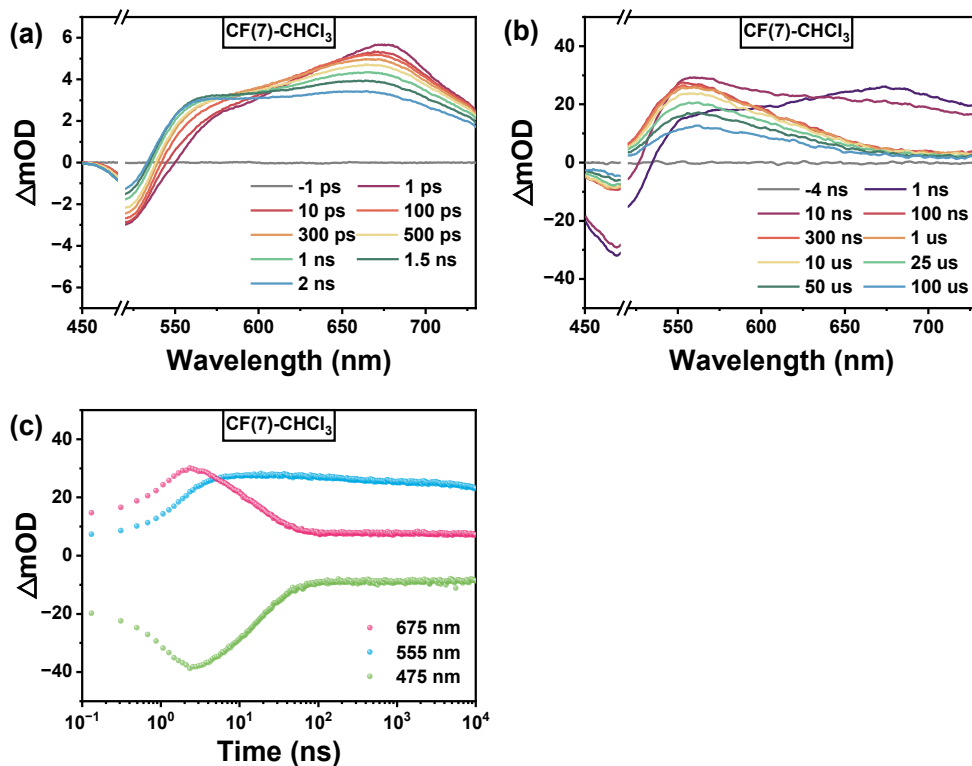 (a)
CF(7)-CHCl₃
6
4
2
0
−2
−4
−6
ΔmOD
-1 ps
1 ps
10 ps
100 ps
300 ps
500 ps
1 ns
1.5 ns
2 ns
450
550
600
650
700
Wavelength (nm)
(b)
CF(7)-CHCl₃
40
20
0
−20
−40
ΔmOD
-4 ns
1 ns
10 ns
100 ns
300 ns
1 us
10 us
25 us
50 us
100 us
450
550
600
650
700
Wavelength (nm)
(c)
CF(7)-CHCl₃
40
20
0
−20
−40
ΔmOD
675 nm
555 nm
475 nm
10⁻¹
10⁰
10¹
10²
10³
10⁴
Time (ns)